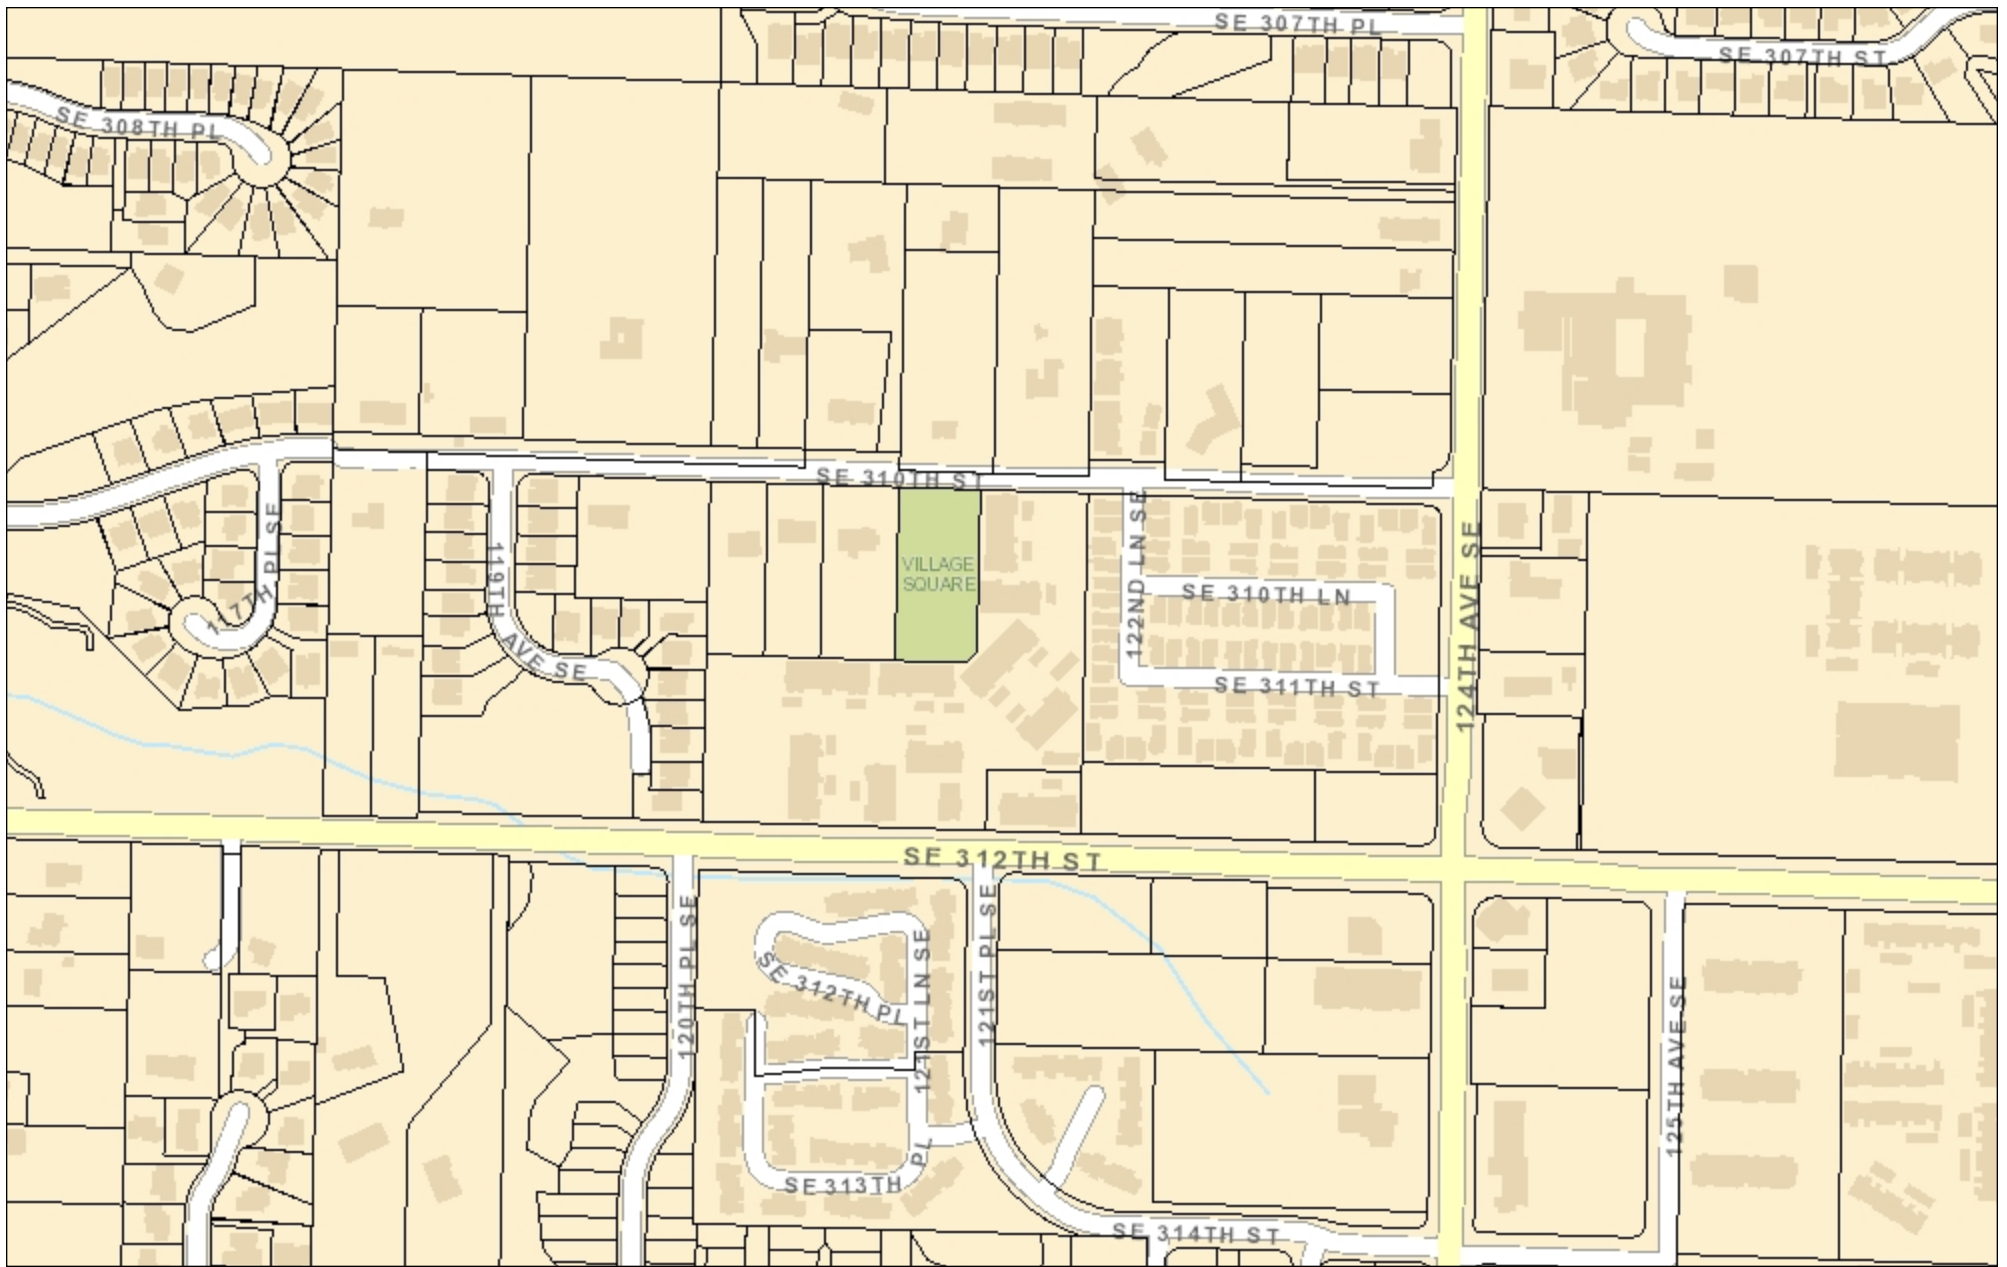 SE 307TH PL
SE 307TH ST
SE 308TH PL
SE 310TH ST
VILLAGE
SQUARE
117TH PL SE
119TH AVE SE
122ND LN SE
SE 310TH LN
SE 311TH ST
124TH AVE SE
SE 312TH ST
120TH PL SE
SE 312TH PL
121ST LN SE
121ST PL SE
125TH AVE SE
SE 313TH PL
SE 314TH ST